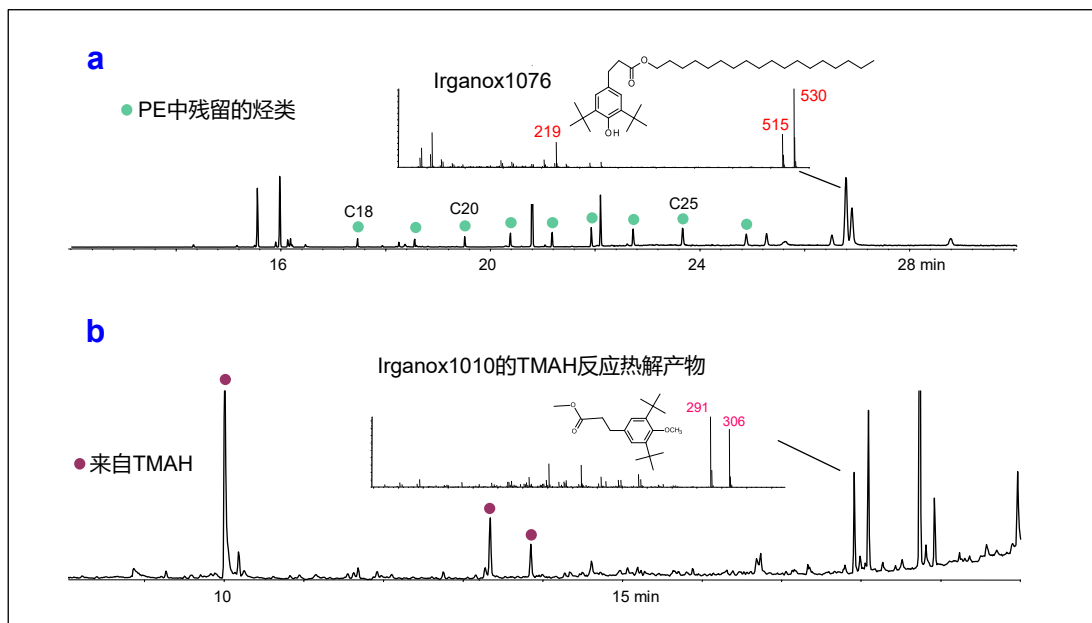 a
Irganox1076
PE中残留的烃类
O
O
OH
219
515
530
C18
C20
C25
16
20
24
28 min
b
Irganox1010的TMAH反应热解产物
来自TMAH
O
O
OCH₃
291
306
10
15 min